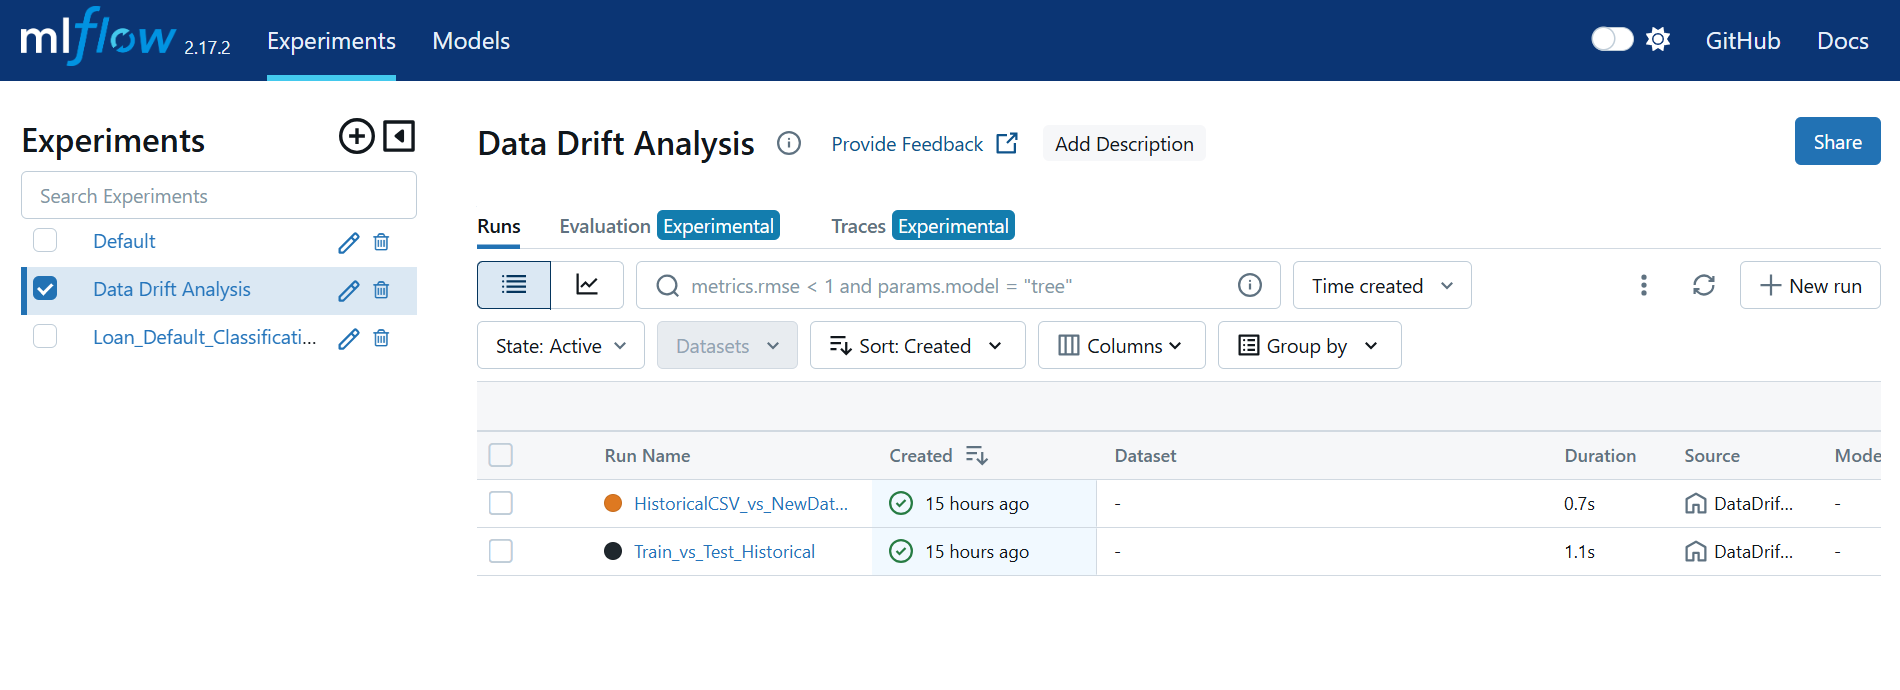 mlflow 2.17.2 Experiments Models GitHub Docs
Experiments
Search Experiments
Default
Data Drift Analysis
Loan_Default_Classificati...
Data Drift Analysis Provide Feedback Add Description Share
Runs Evaluation Experimental Traces Experimental
metrics.rmse < 1 and params.model = "tree" Time created New run
State: Active Datasets Sort: Created Columns Group by
Run Name Created Dataset Duration Source Mode
HistoricalCSV_vs_NewDat... 15 hours ago - 0.7s DataDrif... -
Train_vs_Test_Historical 15 hours ago - 1.1s DataDrif... -